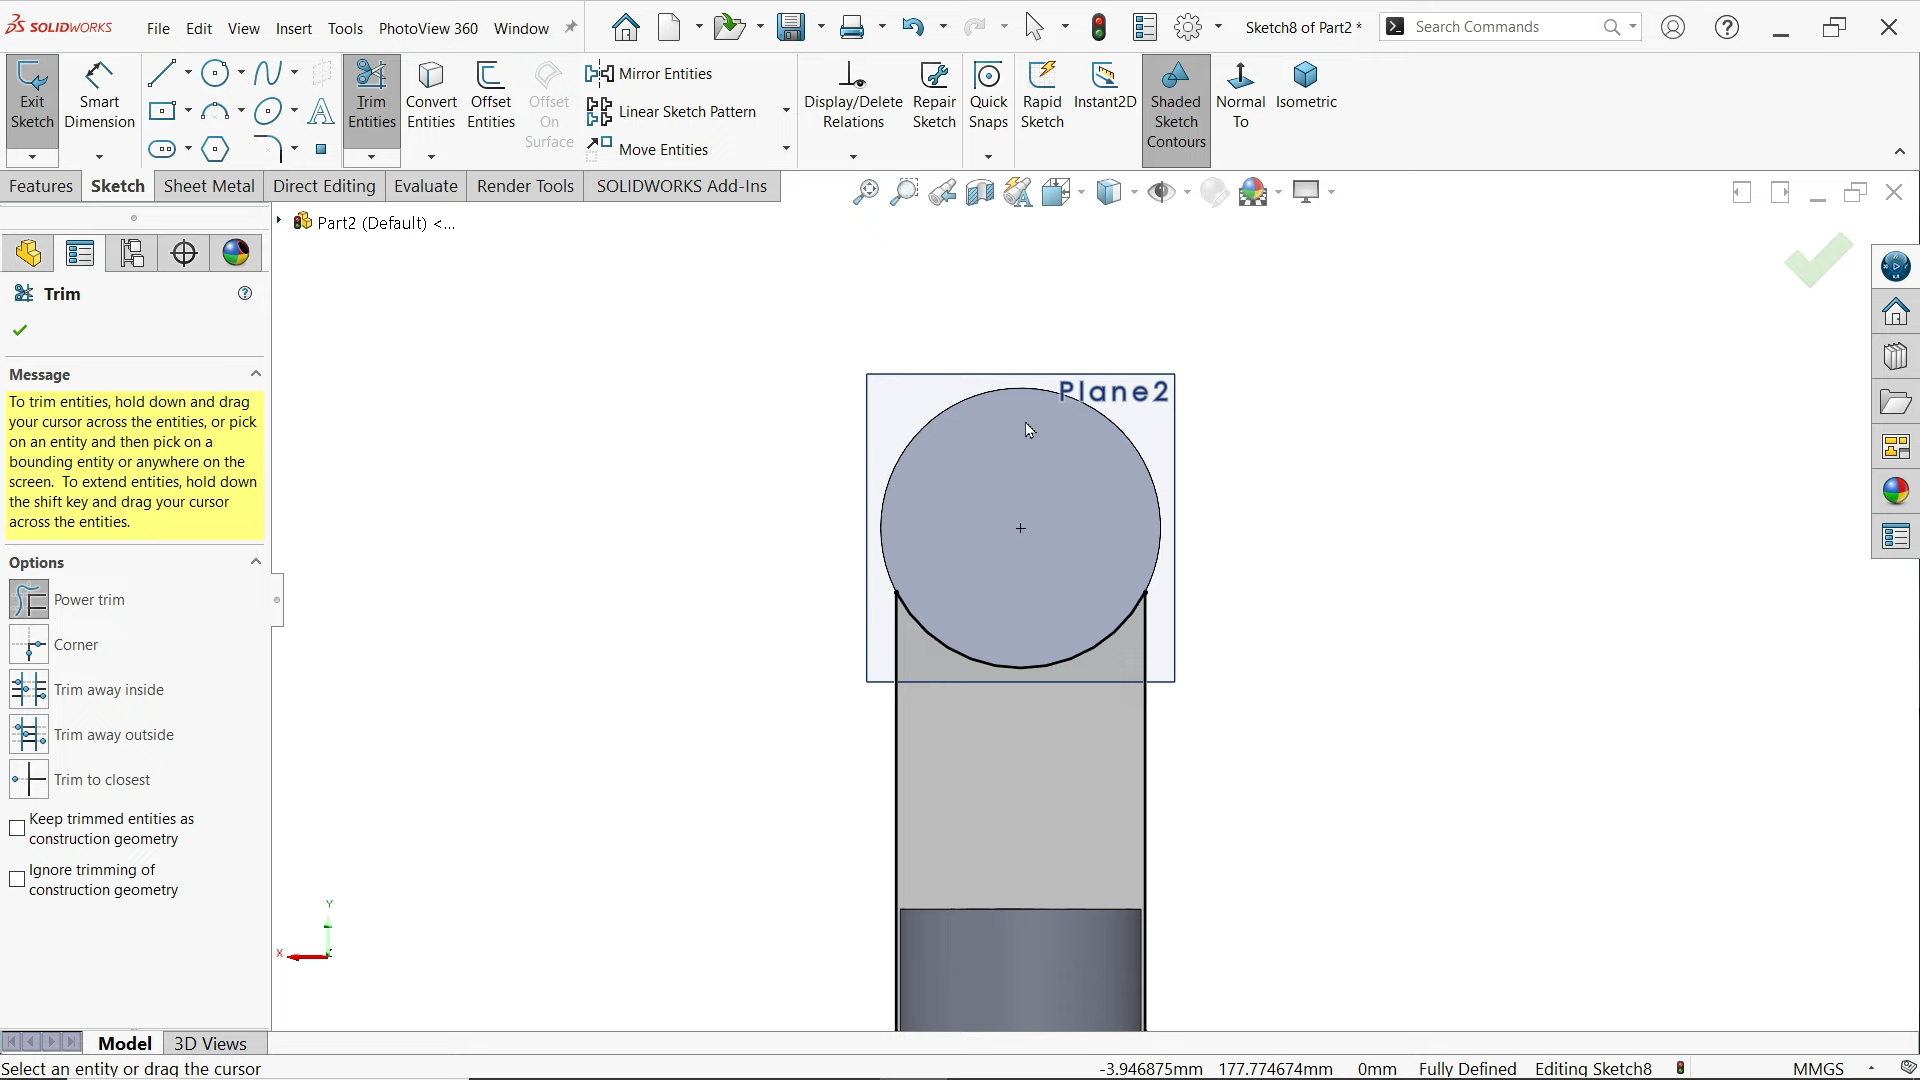 SOLIDWORKS
File Edit View Insert Tools PhotoView 360 Window
Sketch8 of Part2 *
Search Commands
Exit Sketch
Smart Dimension
Trim Entities
Convert Entities
Offset Entities
Offset On Surface
Mirror Entities
Linear Sketch Pattern
Move Entities
Display/Delete Relations
Repair Sketch
Quick Snaps
Rapid Sketch
Instant2D
Shaded Sketch Contours
Normal To
Isometric
Features Sketch Sheet Metal Direct Editing Evaluate Render Tools SOLIDWORKS Add-Ins
Part2 (Default) <...
Trim
Message
To trim entities, hold down and drag
your cursor across the entities, or pick
on an entity and then pick on a
bounding entity or anywhere on the
screen. To extend entities, hold down
the shift key and drag your cursor
across the entities.
Options
Power trim
Corner
Trim away inside
Trim away outside
Trim to closest
Keep trimmed entities as
construction geometry
Ignore trimming of
construction geometry
Plane2
Y
X
Model 3D Views
Select an entity or drag the cursor
-3.946875mm 177.774674mm 0mm Fully Defined Editing Sketch8 MMGS